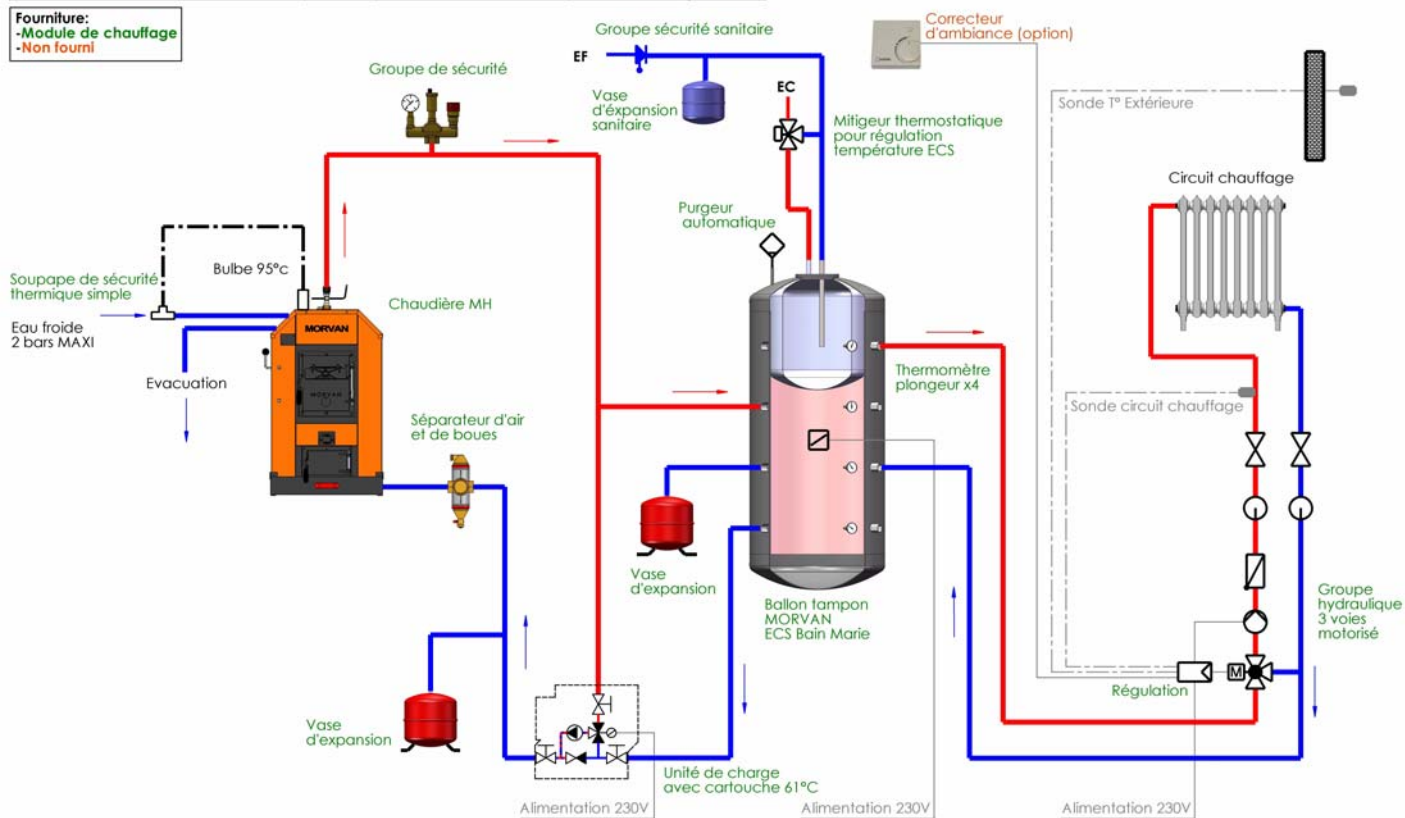 Fourniture:
-Module de chauffage
-Non fourni
Groupe de sécurité
Groupe sécurité sanitaire
EF
Vase
d'éxpansion
sanitaire
EC
Correcteur
d'ambiance (option)
Mitigeur thermostatique
pour régulation
température ECS
Sonde T° Extérieure
Circuit chauffage
Purgeur
automatique
Soupape de sécurité
thermique simple
Bulbe 95°c
Chaudière MH
Eau froide
2 bars MAXI
MORVAN
MORVAN
Evacuation
Séparateur d'air
et de boues
Thermomètre
plongeur x4
Sonde circuit chauffage
Vase
d'expansion
Ballon tampon
MORVAN
ECS Bain Marie
Groupe
hydraulique
3 voies
motorisé
M
Régulation
Vase
d'expansion
Unité de charge
avec cartouche 61°C
Alimentation 230V
Alimentation 230V
Alimentation 230V